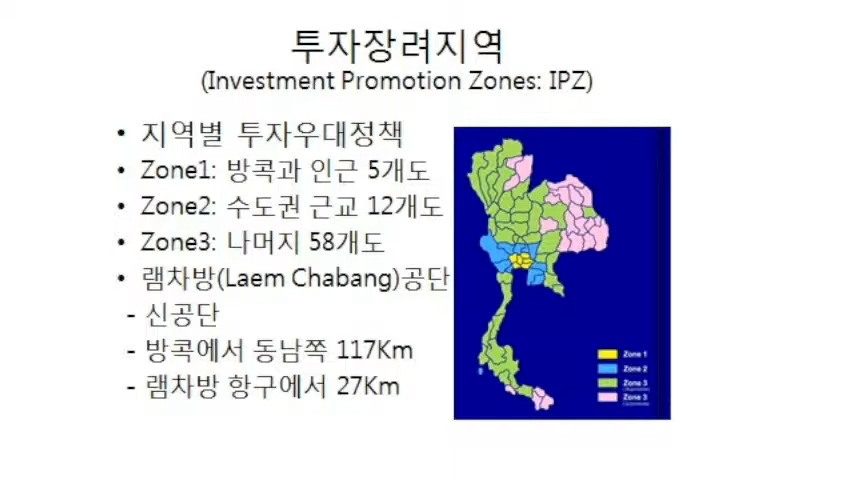 투자장려지역
(Investment Promotion Zones: IPZ)
• 지역별 투자우대정책
• Zone1: 방콕과 인근 5개도
• Zone2: 수도권 근교 12개도
• Zone3: 나머지 58개도
• 램차방(Laem Chabang)공단
- 신공단
- 방콕에서 동남쪽 117Km
- 램차방 항구에서 27Km
Zone 1
Zone 2
Zone 3
Zone 3